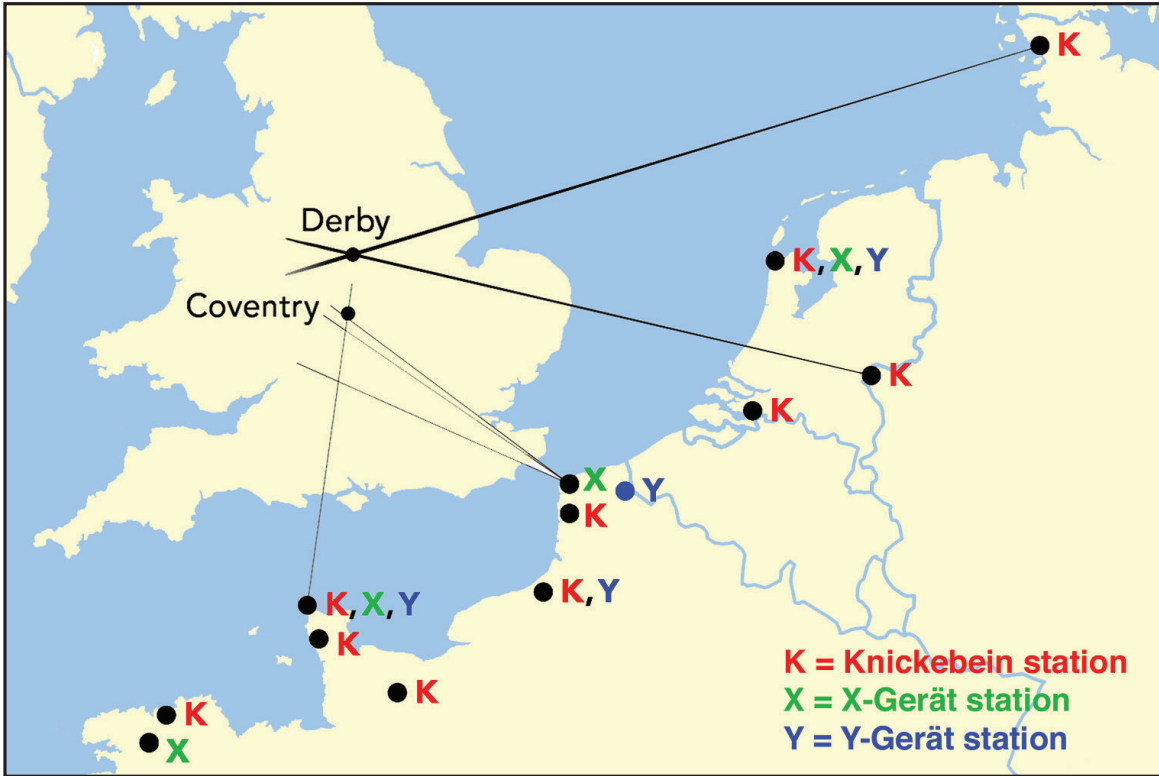 K
Derby
K, X, Y
Coventry
K
K
X
Y
K
K, Y
K, X, Y
K
K
K
X
K = Knickebein station
X = X-Gerät station
Y = Y-Gerät station